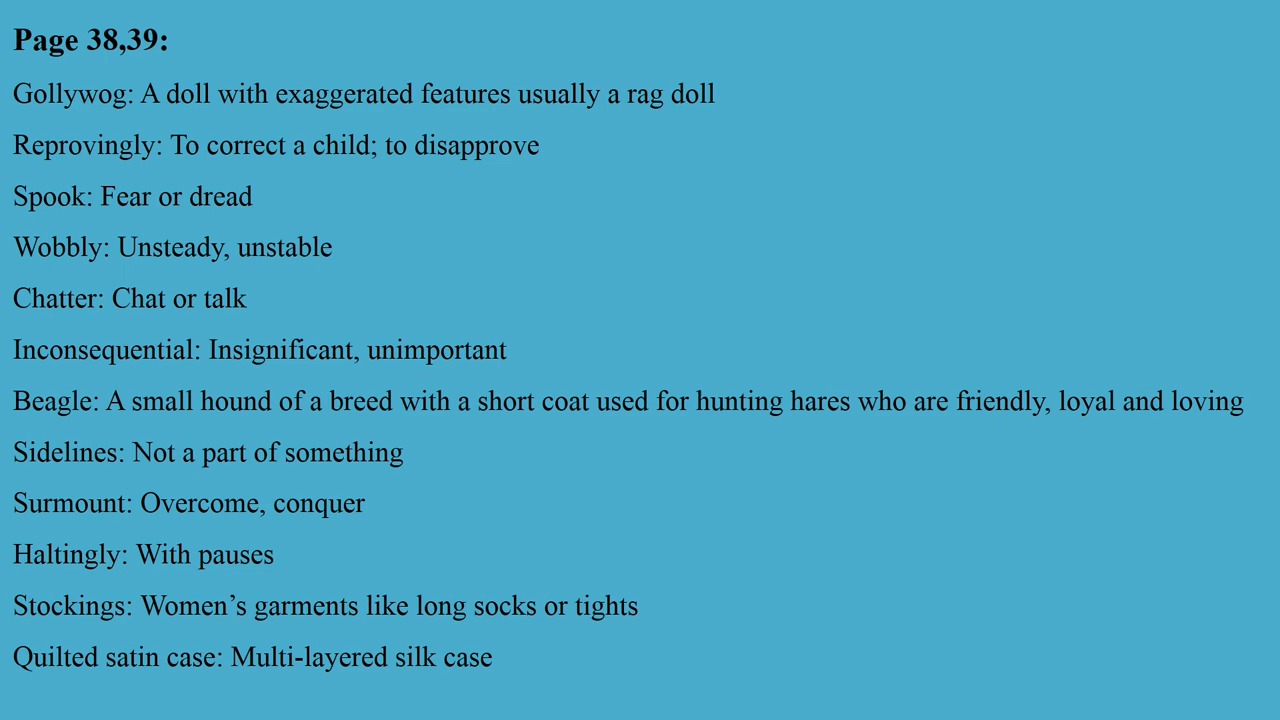 Page 38,39:
Gollywog: A doll with exaggerated features usually a rag doll
Reprovingly: To correct a child; to disapprove
Spook: Fear or dread
Wobbly: Unsteady, unstable
Chatter: Chat or talk
Inconsequential: Insignificant, unimportant
Beagle: A small hound of a breed with a short coat used for hunting hares who are friendly, loyal and loving
Sidelines: Not a part of something
Surmount: Overcome, conquer
Haltingly: With pauses
Stockings: Women’s garments like long socks or tights
Quilted satin case: Multi-layered silk case